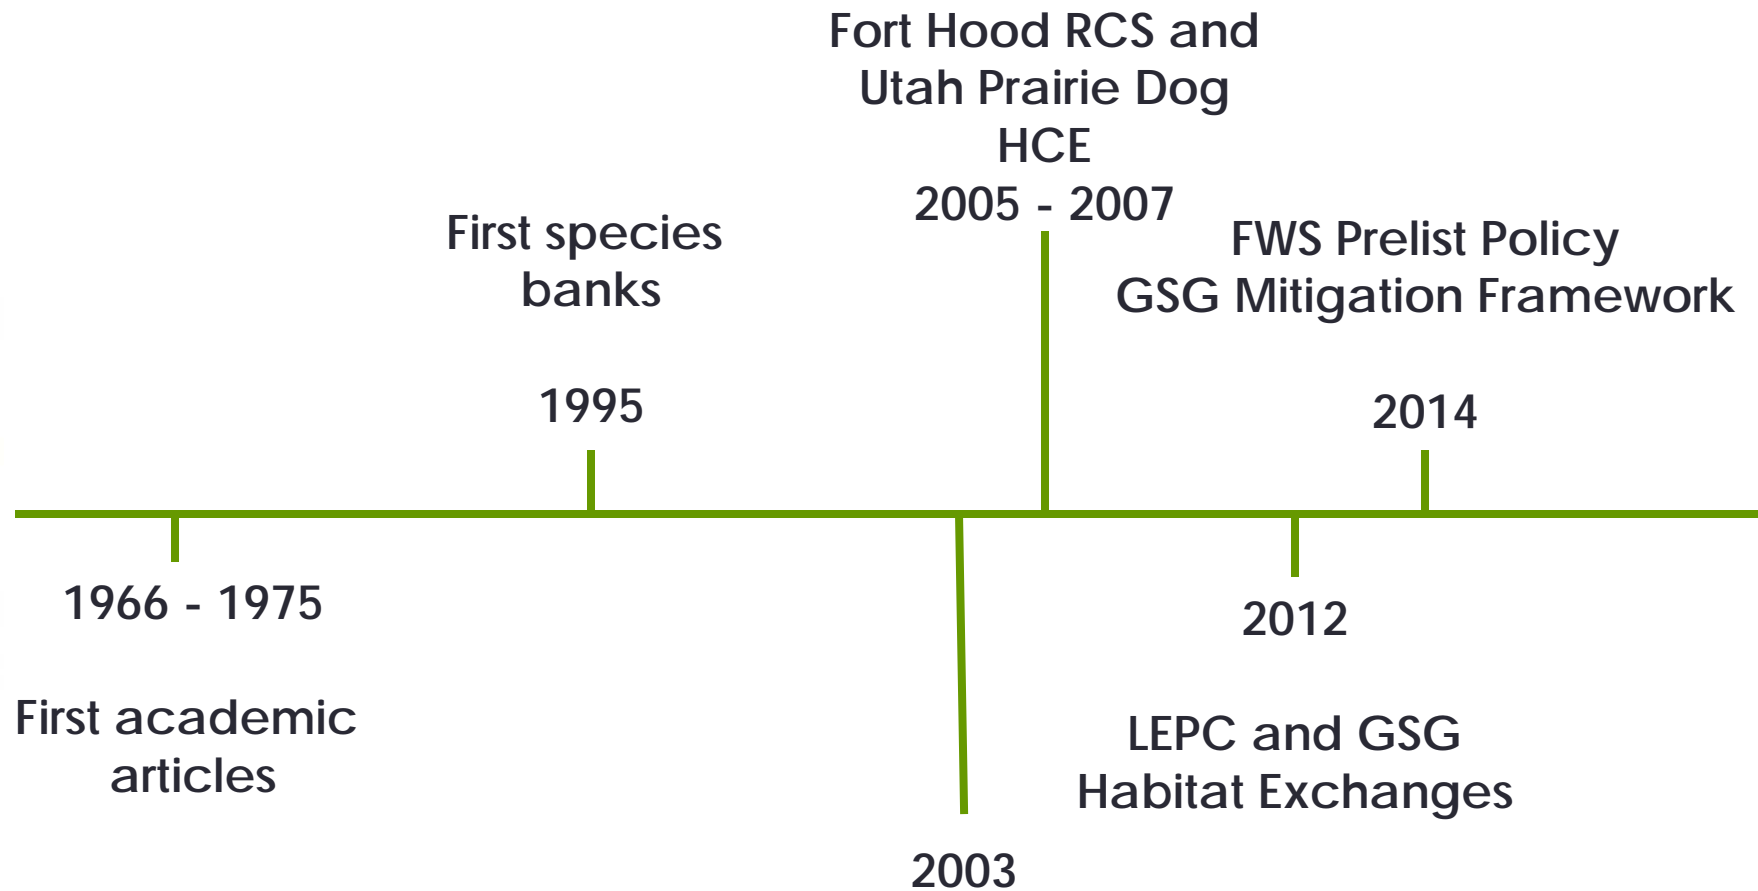 Fort Hood RCS and
Utah Prairie Dog
HCE
2005 - 2007
First species
banks
1995
FWS Prelist Policy
GSG Mitigation Framework
2014
1966 - 1975
First academic
articles
2012
LEPC and GSG
Habitat Exchanges
2003